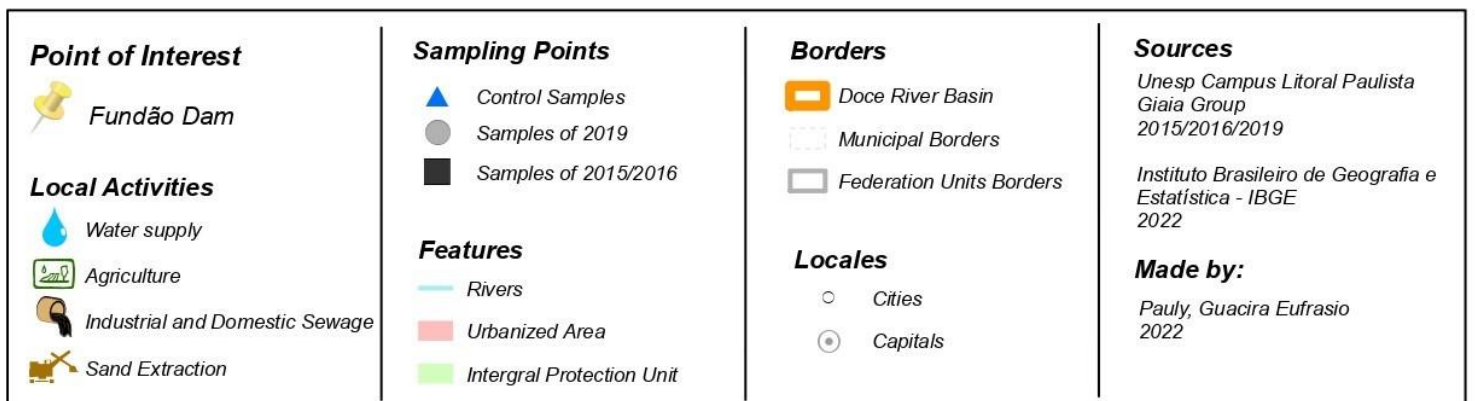 Point of Interest
Fundão Dam
Local Activities
Water supply
Agriculture
Industrial and Domestic Sewage
Sand Extraction
Sampling Points
Control Samples
Samples of 2019
Samples of 2015/2016
Features
Rivers
Urbanized Area
Intergral Protection Unit
Borders
Doce River Basin
Municipal Borders
Federation Units Borders
Locales
Cities
Capitals
Sources
Unesp Campus Litoral Paulista
Giaia Group
2015/2016/2019
Instituto Brasileiro de Geografia e
Estatística - IBGE
2022
Made by:
Pauly, Guacira Eufrasio
2022